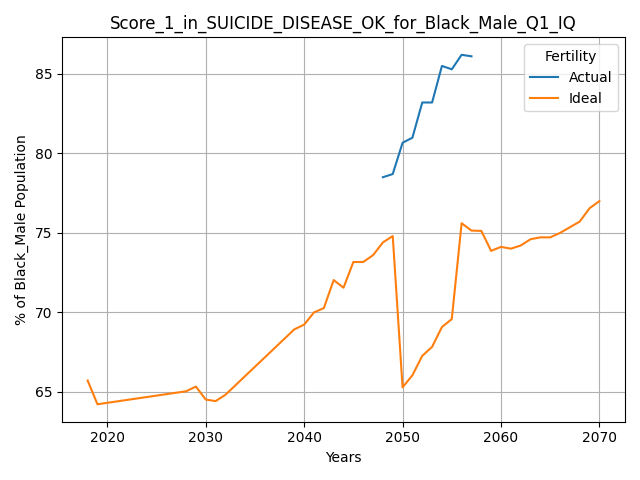 Score_1_in_SUICIDE_DISEASE_OK_for_Black_Male_Q1_IQ
Fertility
Actual
Ideal
% of Black_Male Population
85
80
75
70
65
2020 2030 2040 2050 2060 2070
Years